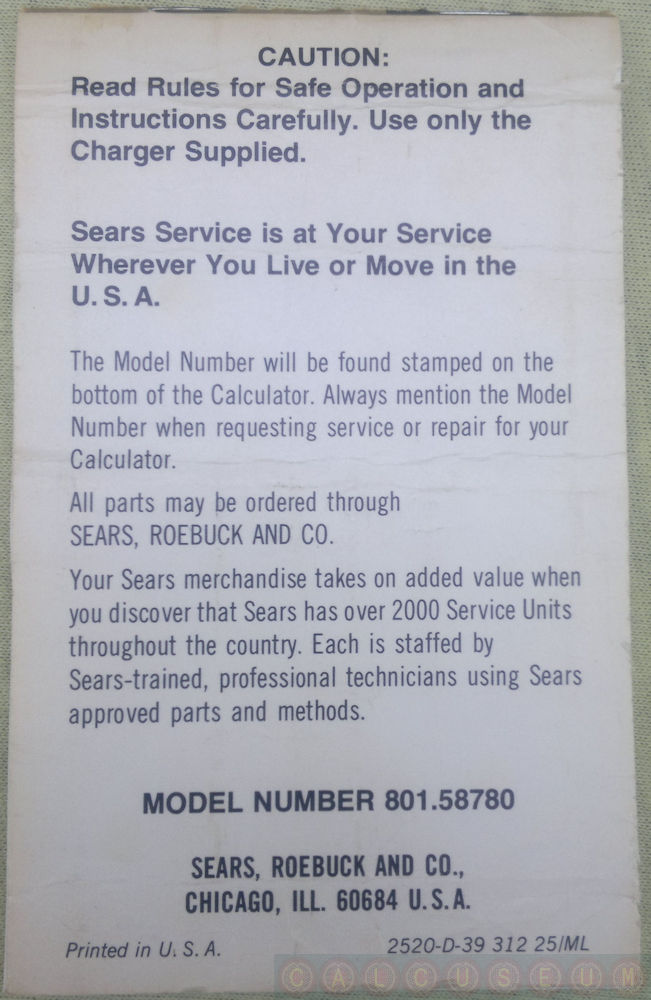 CAUTION:
Read Rules for Safe Operation and
Instructions Carefully. Use only the
Charger Supplied.
Sears Service is at Your Service
Wherever You Live or Move in the
U. S. A.
The Model Number will be found stamped on the
bottom of the Calculator. Always mention the Model
Number when requesting service or repair for your
Calculator.
All parts may be ordered through
SEARS, ROEBUCK AND CO.
Your Sears merchandise takes on added value when
you discover that Sears has over 2000 Service Units
throughout the country. Each is staffed by
Sears-trained, professional technicians using Sears
approved parts and methods.
MODEL NUMBER 801.58780
SEARS, ROEBUCK AND CO.,
CHICAGO, ILL. 60684 U. S. A.
Printed in U. S. A.
2520-D-39 312 25/ML
CALCUSEUM